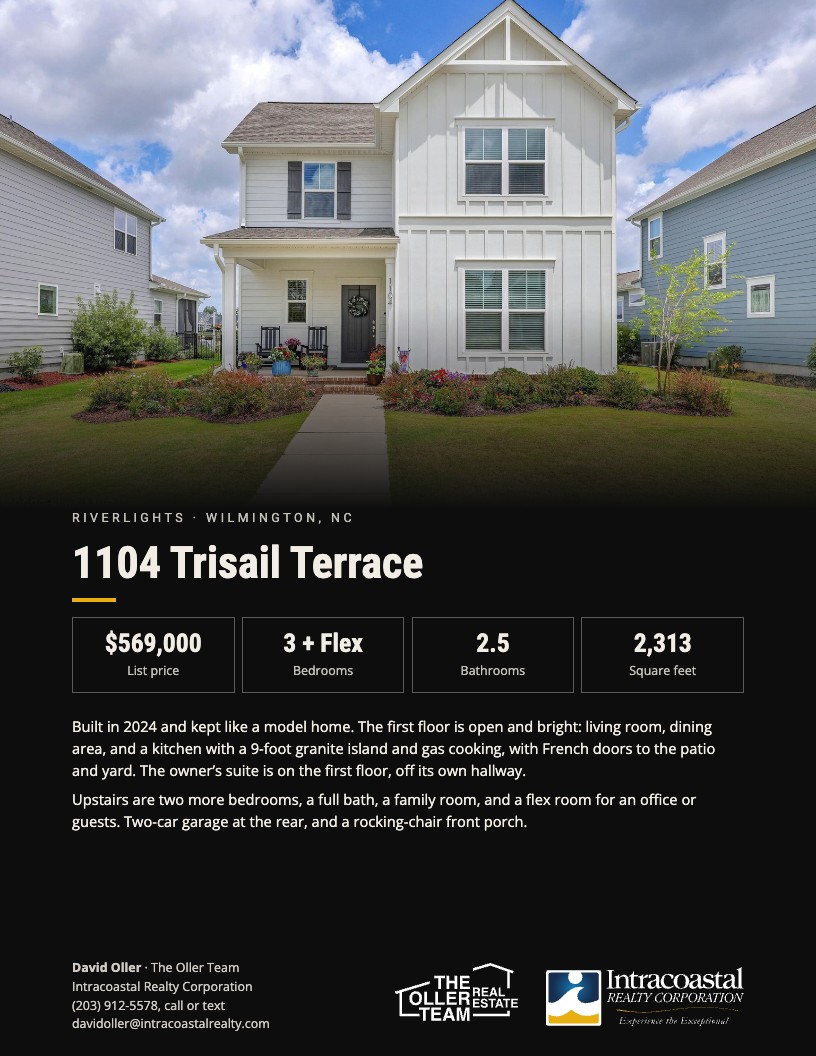 1104
RIVERLIGHTS · WILMINGTON, NC
1104 Trisail Terrace
$569,000
List price
3 + Flex
Bedrooms
2.5
Bathrooms
2,313
Square feet
Built in 2024 and kept like a model home. The first floor is open and bright: living room, dining
area, and a kitchen with a 9-foot granite island and gas cooking, with French doors to the patio
and yard. The owner’s suite is on the first floor, off its own hallway.
Upstairs are two more bedrooms, a full bath, a family room, and a flex room for an office or
guests. Two-car garage at the rear, and a rocking-chair front porch.
David Oller · The Oller Team
Intracoastal Realty Corporation
(203) 912-5578, call or text
davidoller@intracoastalrealty.com
THE
OLLER
TEAM
REAL
ESTATE
Intracoastal
REALTY CORPORATION
Experience the Exceptional